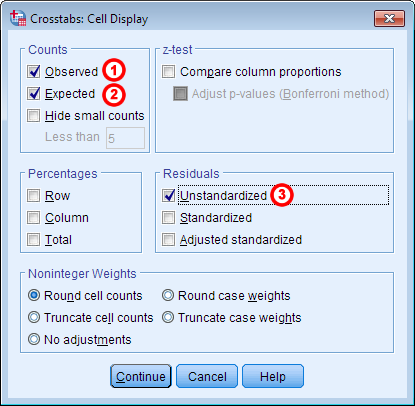 Crosstabs: Cell Display
Counts
Observed 1
Expected 2
Hide small counts
Less than 5
z-test
Compare column proportions
Adjust p-values (Bonferroni method)
Percentages
Row
Column
Total
Residuals
Unstandardized 3
Standardized
Adjusted standardized
Noninteger Weights
Round cell counts Round case weights
Truncate cell counts Truncate case weights
No adjustments
Continue Cancel Help